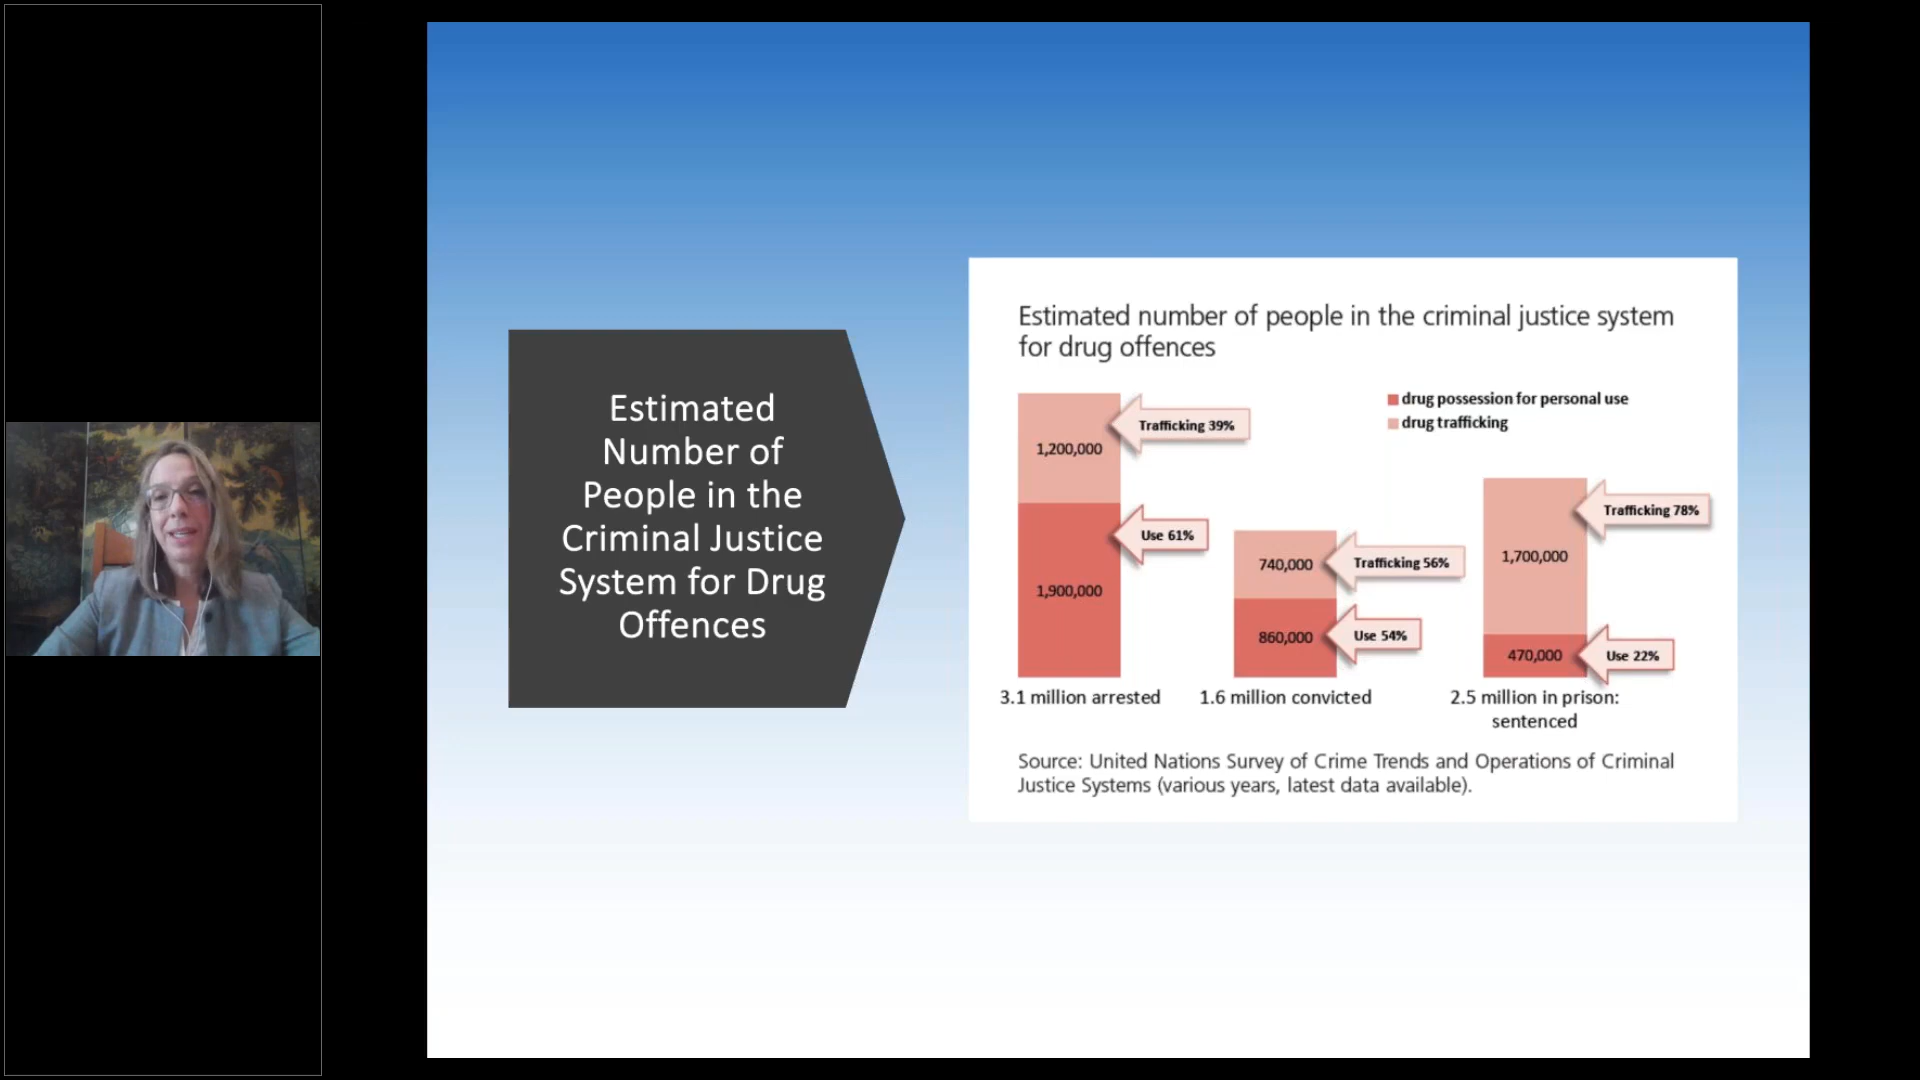 Estimated
Number of
People in the
Criminal Justice
System for Drug
Offences
Estimated number of people in the criminal justice system
for drug offences
drug possession for personal use
drug trafficking
1,200,000
Trafficking 39%
1,900,000
Use 61%
3.1 million arrested
740,000
Trafficking 56%
860,000
Use 54%
1.6 million convicted
1,700,000
Trafficking 78%
470,000
Use 22%
2.5 million in prison:
sentenced
Source: United Nations Survey of Crime Trends and Operations of Criminal
Justice Systems (various years, latest data available).